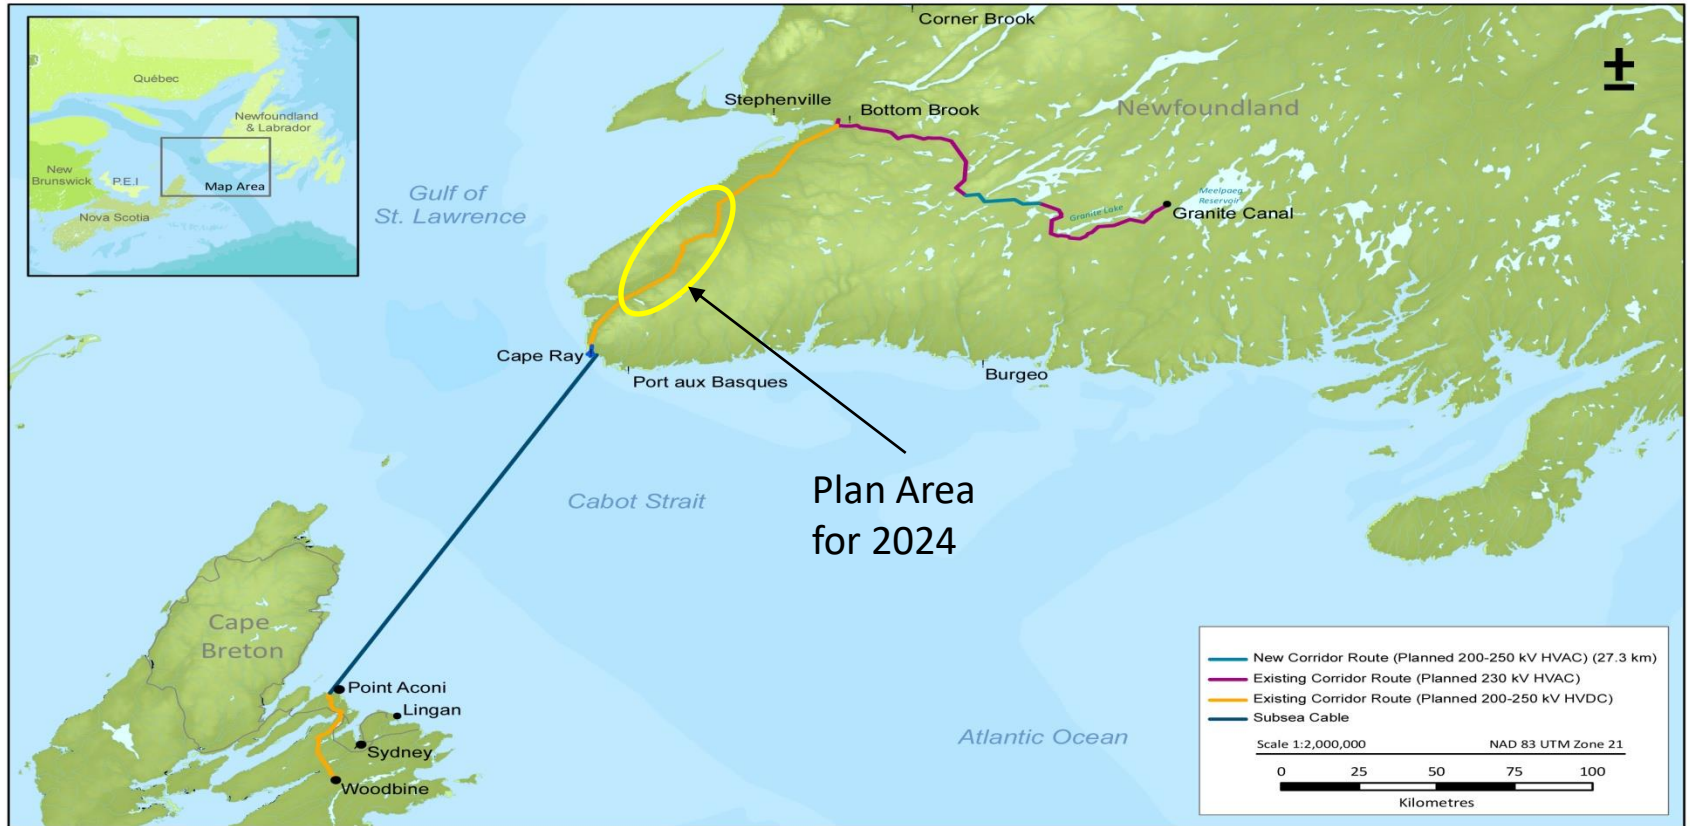 Québec
Newfoundland
& Labrador
New
Brunswick
P.E.I
Map Area
Nova Scotia
Corner Brook
Stephenville
Bottom Brook
Newfoundland
Gulf of
St. Lawrence
Meelpaeg
Reservoir
Granite Lake
Granite Canal
Cape Ray
Port aux Basques
Burgeo
Plan Area
for 2024
Cabot Strait
Cape
Breton
Point Aconi
Lingan
Sydney
Woodbine
Atlantic Ocean
New Corridor Route (Planned 200-250 kV HVAC) (27.3 km)
Existing Corridor Route (Planned 230 kV HVAC)
Existing Corridor Route (Planned 200-250 kV HVDC)
Subsea Cable
Scale 1:2,000,000 NAD 83 UTM Zone 21
0 25 50 75 100
Kilometres